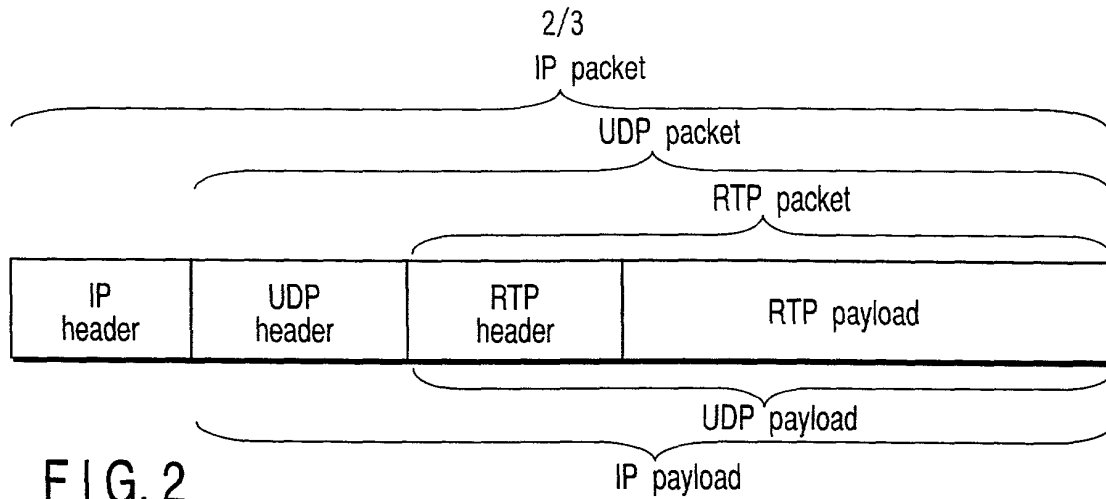 2/3
IP packet
UDP packet
RTP packet
IP header
UDP header
RTP header
RTP payload
UDP payload
IP payload
FIG. 2